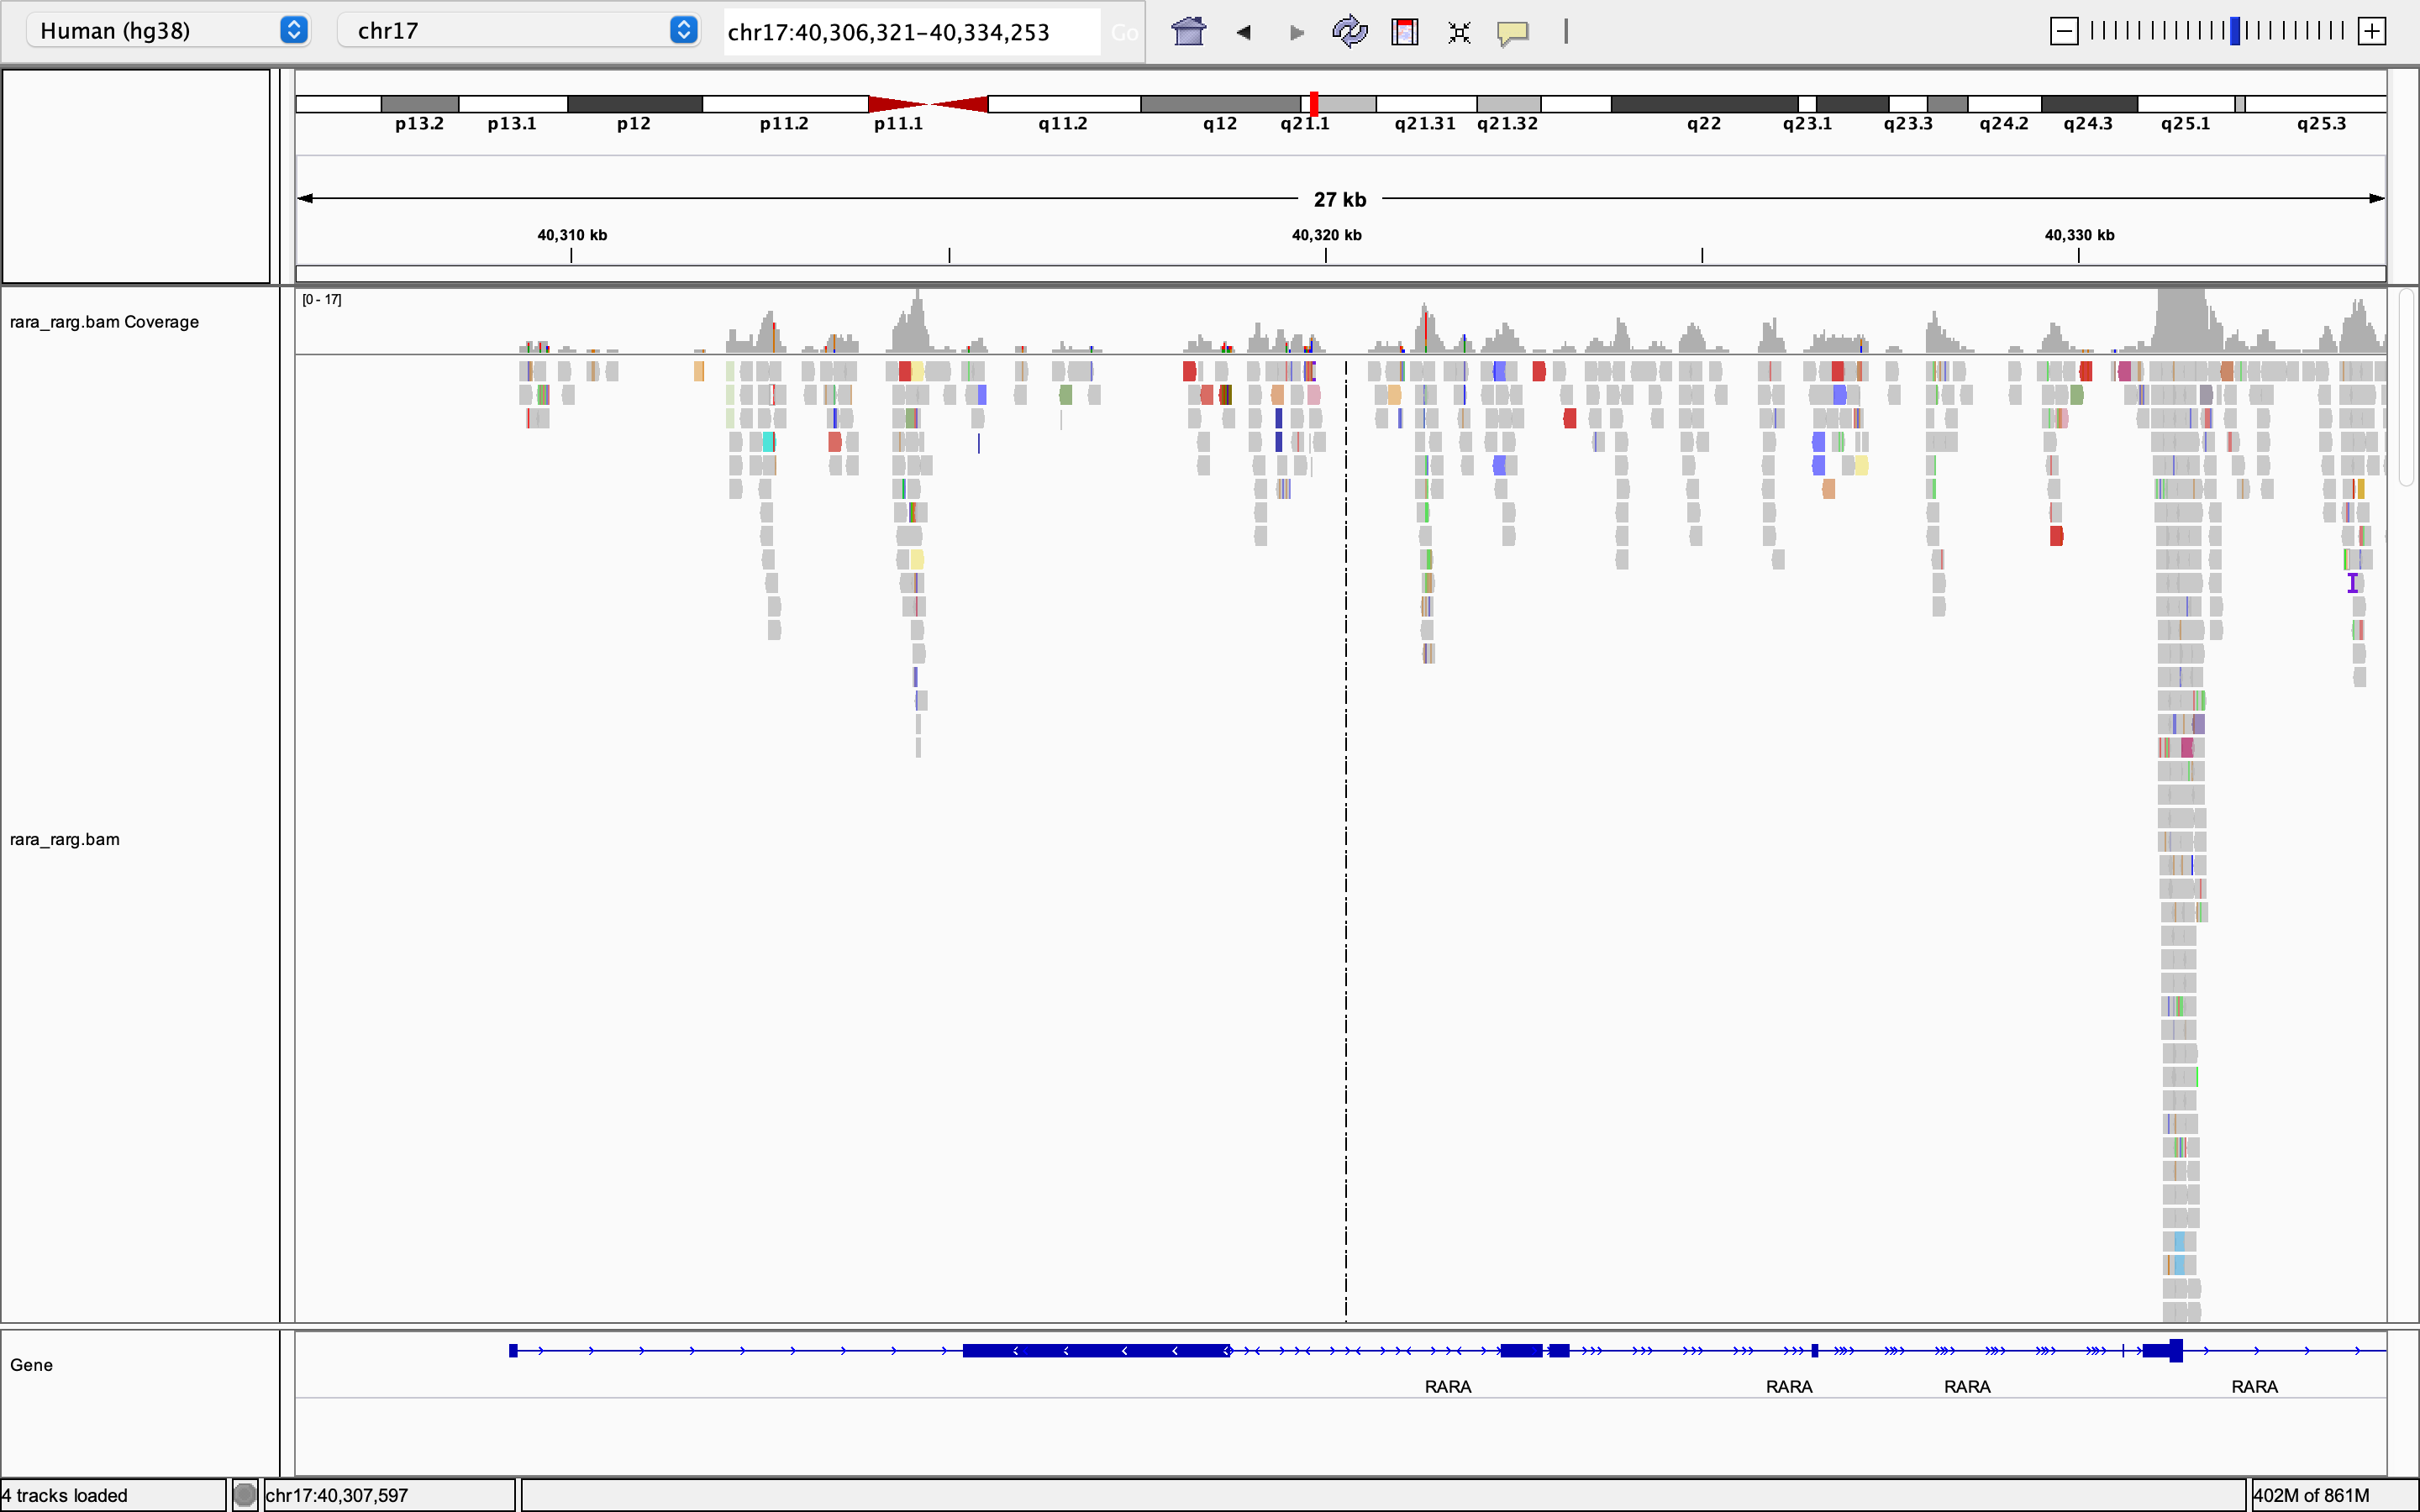 Human (hg38) chr17 chr17:40,306,321-40,334,253 Go
p13.2 p13.1 p12 p11.2 p11.1 q11.2 q12 q21.1 q21.31 q21.32 q22 q23.1 q23.3 q24.2 q24.3 q25.1 q25.3
27 kb
40,310 kb 40,320 kb 40,330 kb
[0 - 17]
rara_rarg.bam Coverage
rara_rarg.bam
Gene
RARA RARA RARA RARA
4 tracks loaded chr17:40,307,597 402M of 861M